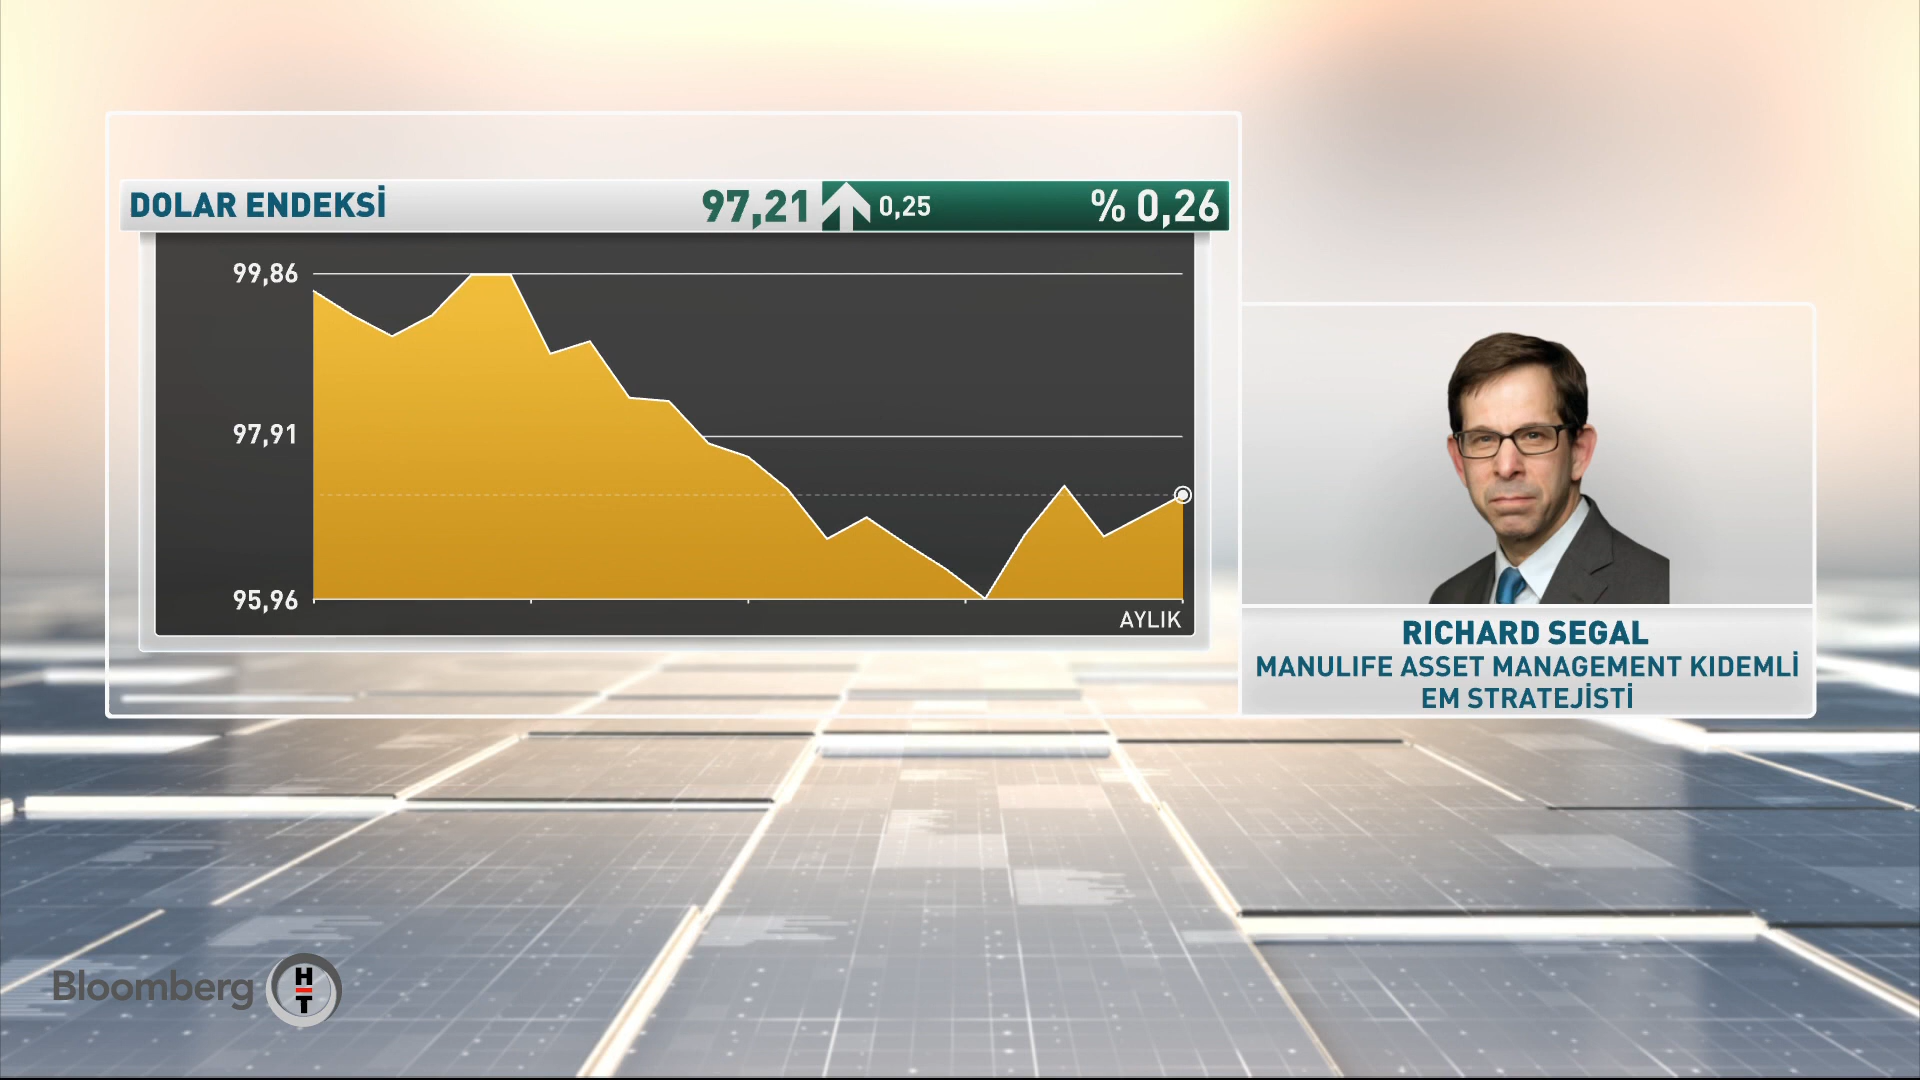 DOLAR ENDEKSİ 97,21 0,25 % 0,26
99,86
97,91
95,96
AYLIK
RICHARD SEGAL
MANULIFE ASSET MANAGEMENT KIDEMLİ
EM STRATEJİSTİ
Bloomberg HT